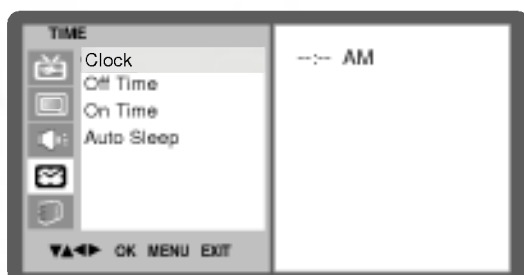 TIME
Clock
--:-- AM
Off Time
On Time
Auto Sleep
▼▲◀▶ OK MENU EXIT